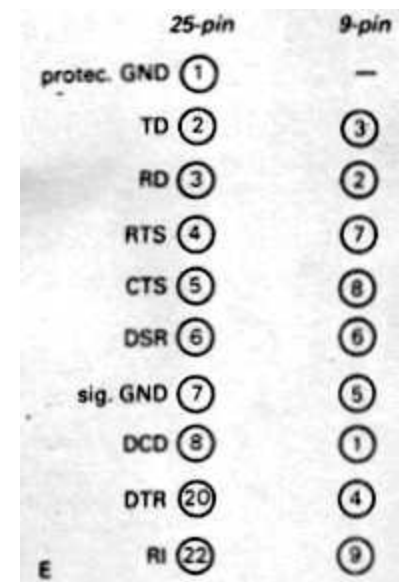 25-pin 9-pin
protec. GND 1 –
TD 2 3
RD 3 2
RTS 4 7
CTS 5 8
DSR 6 6
sig. GND 7 5
DCD 8 1
DTR 20 4
RI 22 9
E